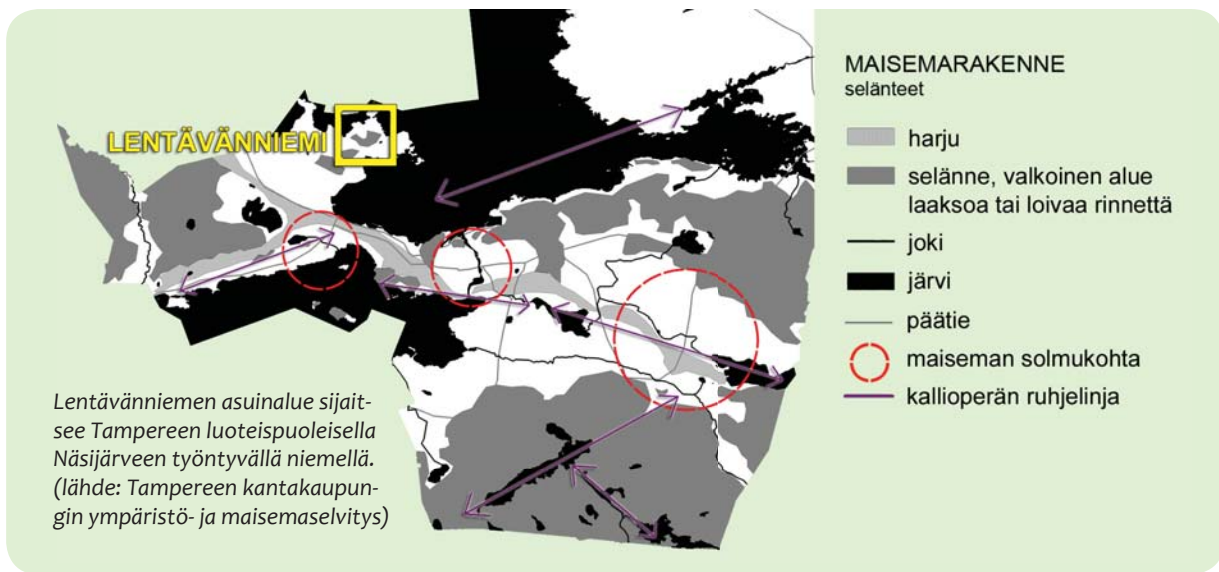 LENTÄVÄNNIEMI
Lentävänniemen asuinalue sijait-
see Tampereen luoteispuoleisella
Näsijärveen työntyvällä niemellä.
(lähde: Tampereen kantakaupun-
gin ympäristö- ja maisemaselvitys)
MAISEMARAKENNE
selänteet
harju
selänne, valkoinen alue
laaksoa tai loivaa rinnettä
joki
järvi
päätie
maiseman solmukohta
kallioperän ruhjelinja